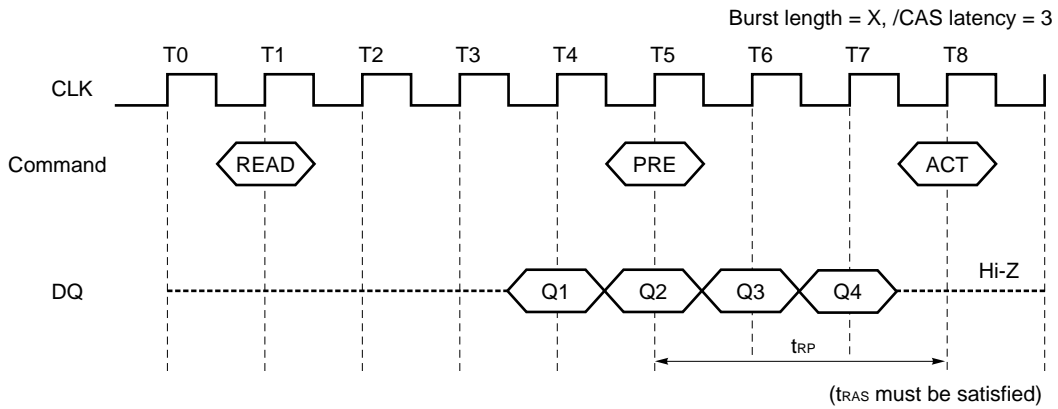 Burst length = X, /CAS latency = 3
T0 T1 T2 T3 T4 T5 T6 T7 T8
CLK
Command READ PRE ACT
Hi-Z
DQ Q1 Q2 Q3 Q4
tRP
(tRAS must be satisfied)